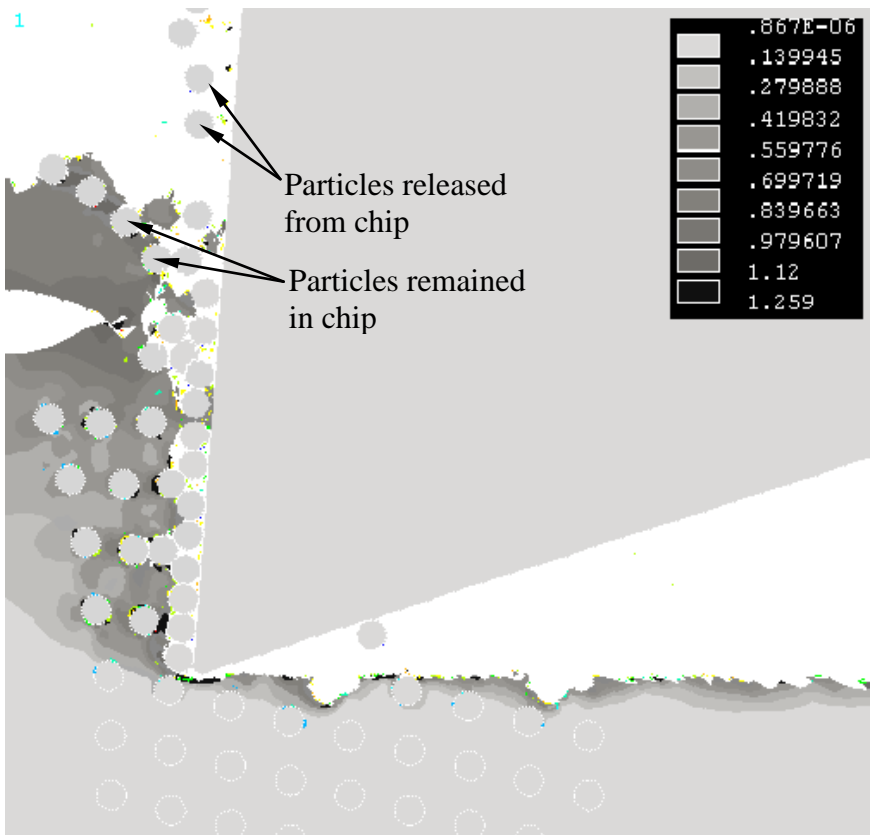 1
.867E-06
.139945
.279888
.419832
.559776
.699719
.839663
.979607
1.12
1.259
Particles released
from chip
Particles remained
in chip